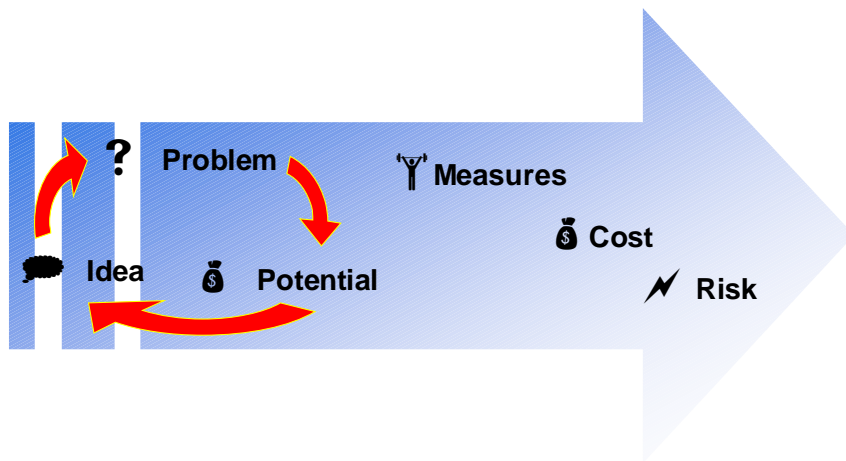 ? Problem
Measures
$ Cost
Idea
$ Potential
Risk